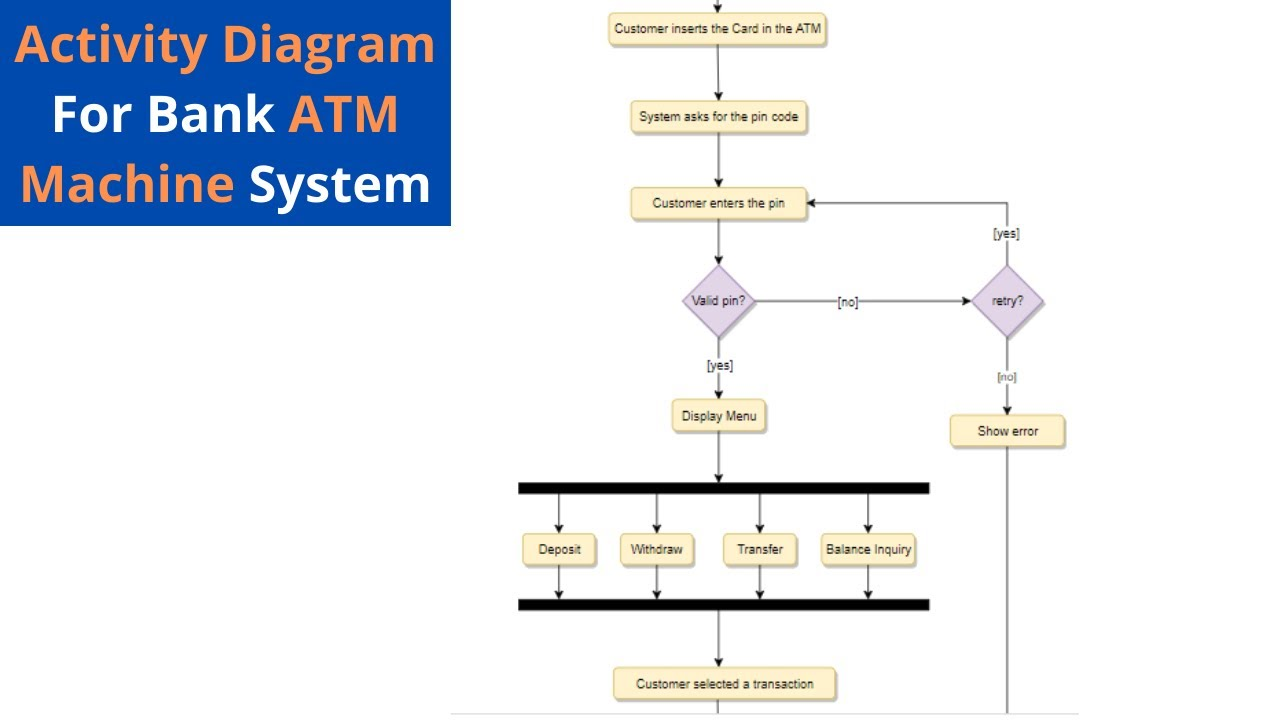 Activity Diagram
For Bank ATM
Machine System
Customer inserts the Card in the ATM
System asks for the pin code
Customer enters the pin
[yes]
Valid pin?
[no]
retry?
[yes]
[no]
Display Menu
Show error
Deposit
Withdraw
Transfer
Balance Inquiry
Customer selected a transaction